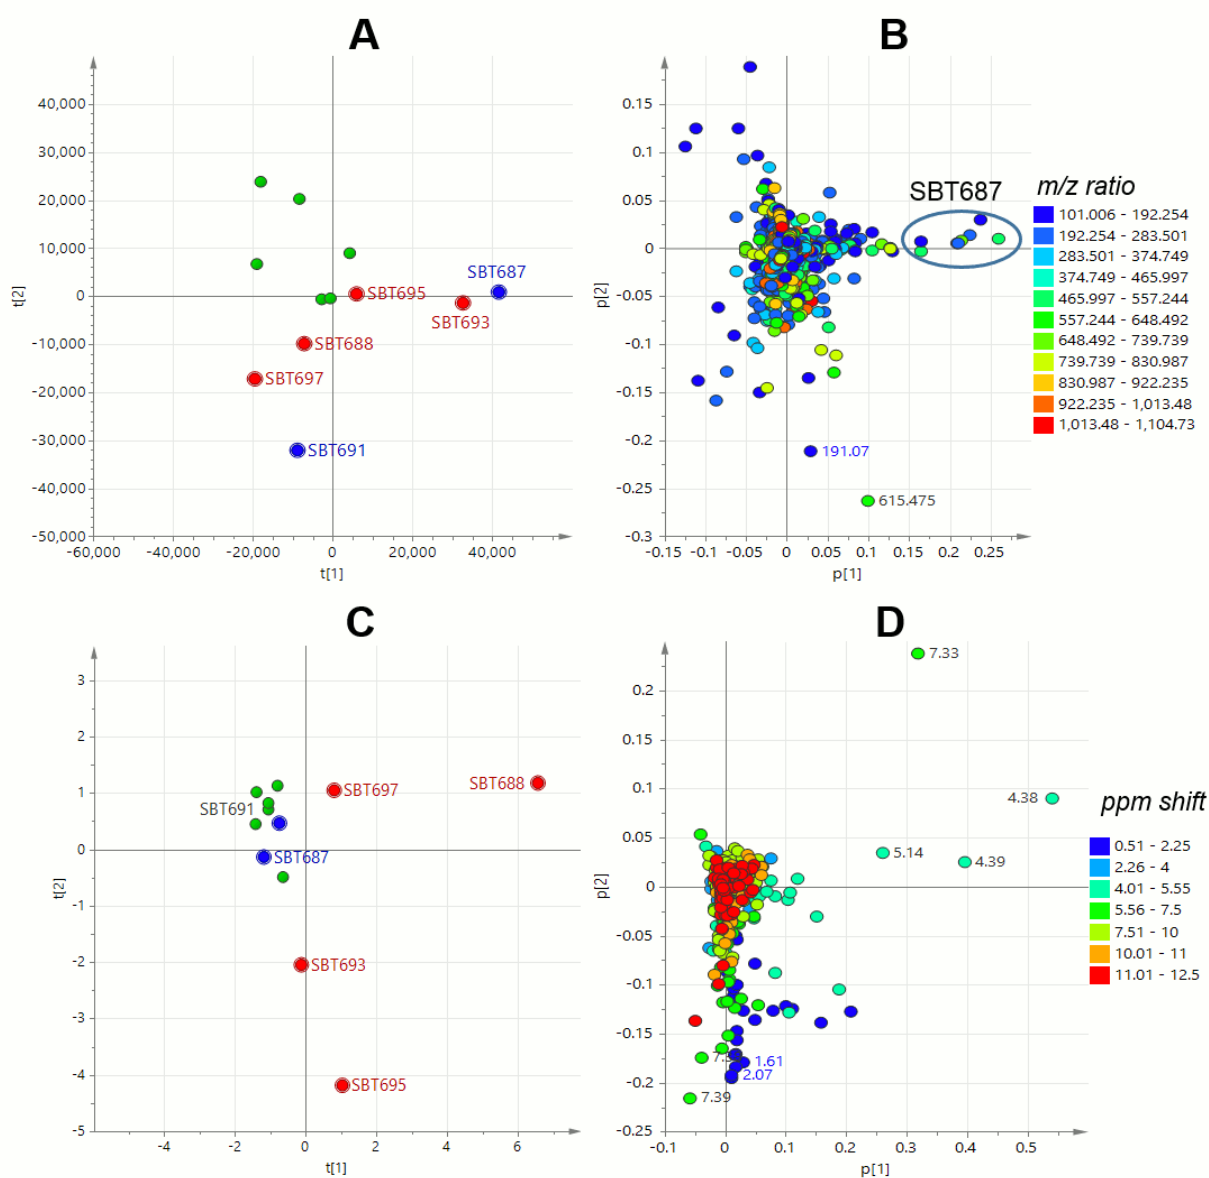 A
40,000
30,000
20,000
10,000
0
-10,000
-20,000
-30,000
-40,000
-50,000
t[2]
SBT687
SBT695
SBT693
SBT688
SBT697
SBT691
-60,000 -40,000 -20,000 0 20,000 40,000
t[1]
B
0.15
0.1
0.05
0
-0.05
-0.1
-0.15
-0.2
-0.25
-0.3
p[2]
SBT687
191.07
615.475
-0.15 -0.1 -0.05 0 0.05 0.1 0.15 0.2 0.25
p[1]
m/z ratio
101.006 - 192.254
192.254 - 283.501
283.501 - 374.749
374.749 - 465.997
465.997 - 557.244
557.244 - 648.492
648.492 - 739.739
739.739 - 830.987
830.987 - 922.235
922.235 - 1,013.48
1,013.48 - 1,104.73
C
3
2
1
0
-1
-2
-3
-4
-5
t[2]
SBT688
SBT697
SBT691
SBT687
SBT693
SBT695
-4 -2 0 2 4 6
t[1]
D
0.2
0.15
0.1
0.05
0
-0.05
-0.1
-0.15
-0.2
-0.25
p[2]
7.33
4.38
5.14
4.39
1.61
2.07
7.39
-0.1 0 0.1 0.2 0.3 0.4 0.5
p[1]
ppm shift
0.51 - 2.25
2.26 - 4
4.01 - 5.55
5.56 - 7.5
7.51 - 10
10.01 - 11
11.01 - 12.5